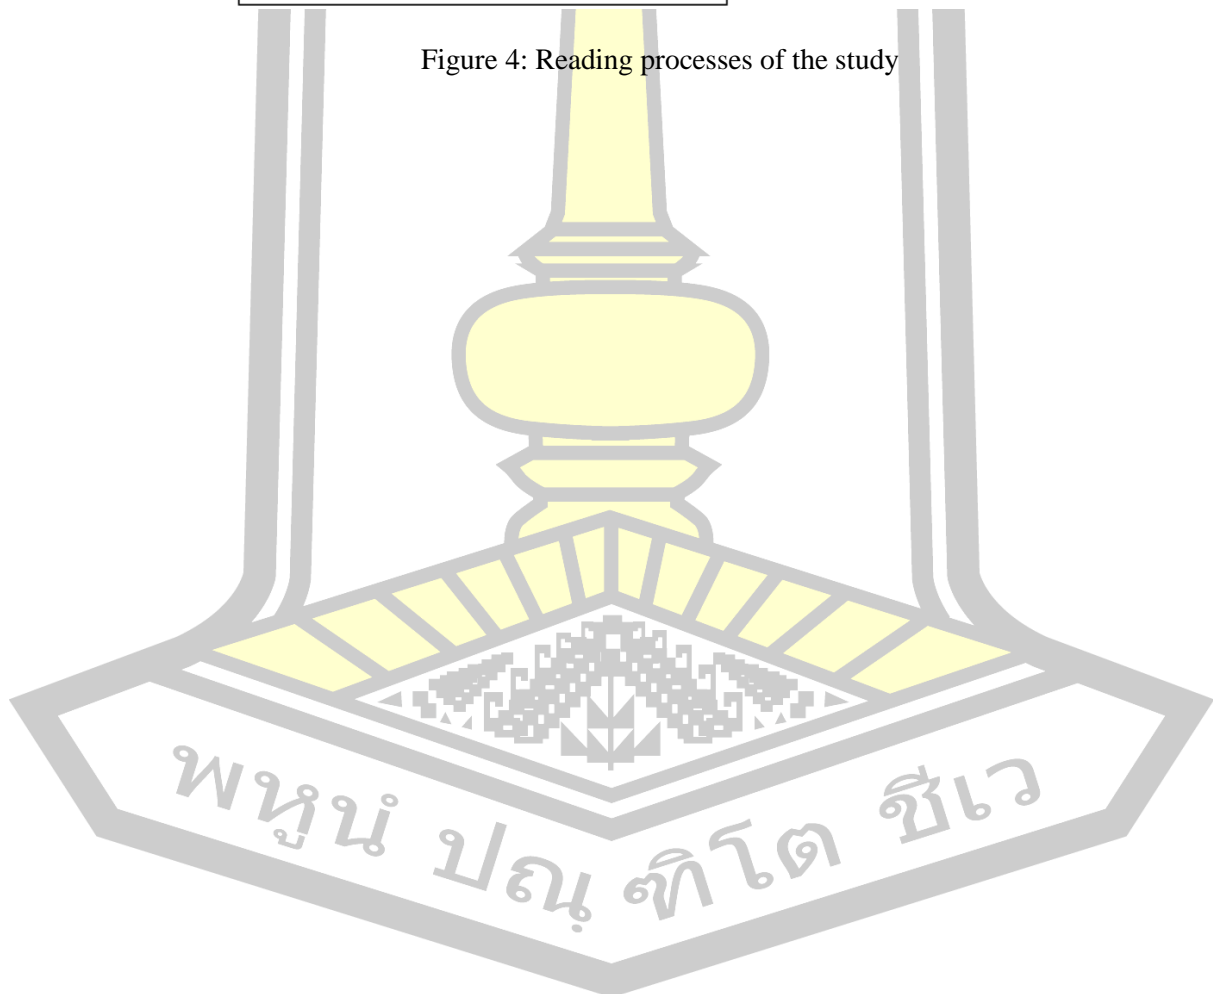 Figure 4: Reading processes of the study
พหูนํ ปณฺฑิโต ชีเว